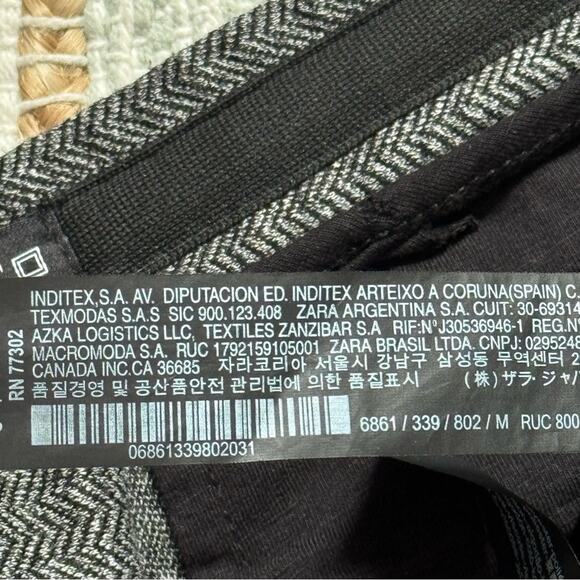 RN 77302
INDITEX,S.A. AV. DIPUTACION ED. INDITEX ARTEIXO A CORUNA(SPAIN) C.
TEXMODAS S.A.S SIC 900.123.408 ZARA ARGENTINA S.A. CUIT: 30-69314
AZKA LOGISTICS LLC, TEXTILES ZANZIBAR S.A RIF:N°J30536946-1 REG.N
MACROMODA S.A. RUC 1792159105001 ZARA BRASIL LTDA. CNPJ: 0295248
CANADA INC.CA 36685 자라코리아 서울시 강남구 삼성동 무역센터 2
품질경영 및 공산품안전 관리법에 의한 품질표시 (株) ザラ・ジャパ
6861 / 339 / 802 / M RUC 800
06861339802031